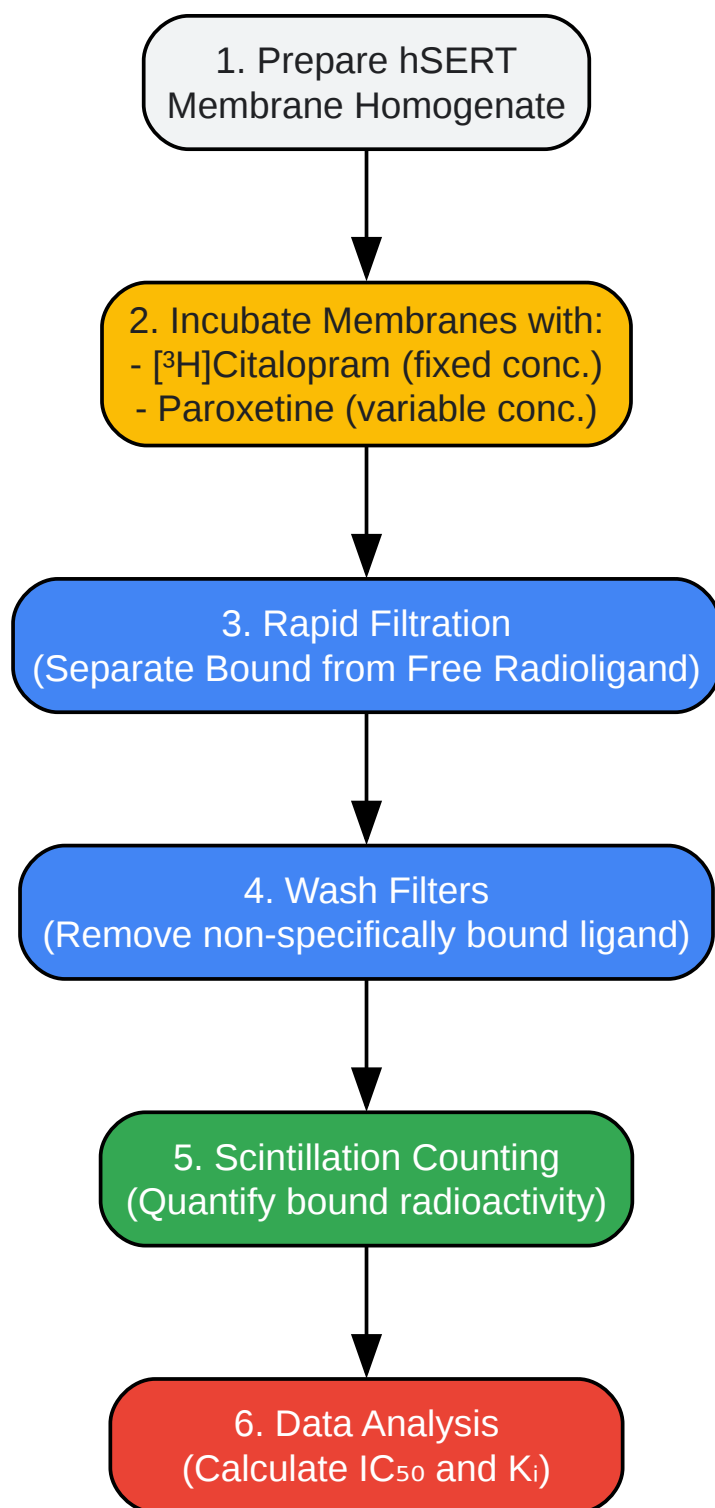 1. Prepare hSERT
Membrane Homogenate
2. Incubate Membranes with:
- [³H]Citalopram (fixed conc.)
- Paroxetine (variable conc.)
3. Rapid Filtration
(Separate Bound from Free Radioligand)
4. Wash Filters
(Remove non-specifically bound ligand)
5. Scintillation Counting
(Quantify bound radioactivity)
6. Data Analysis
(Calculate IC₅₀ and Kᵢ)